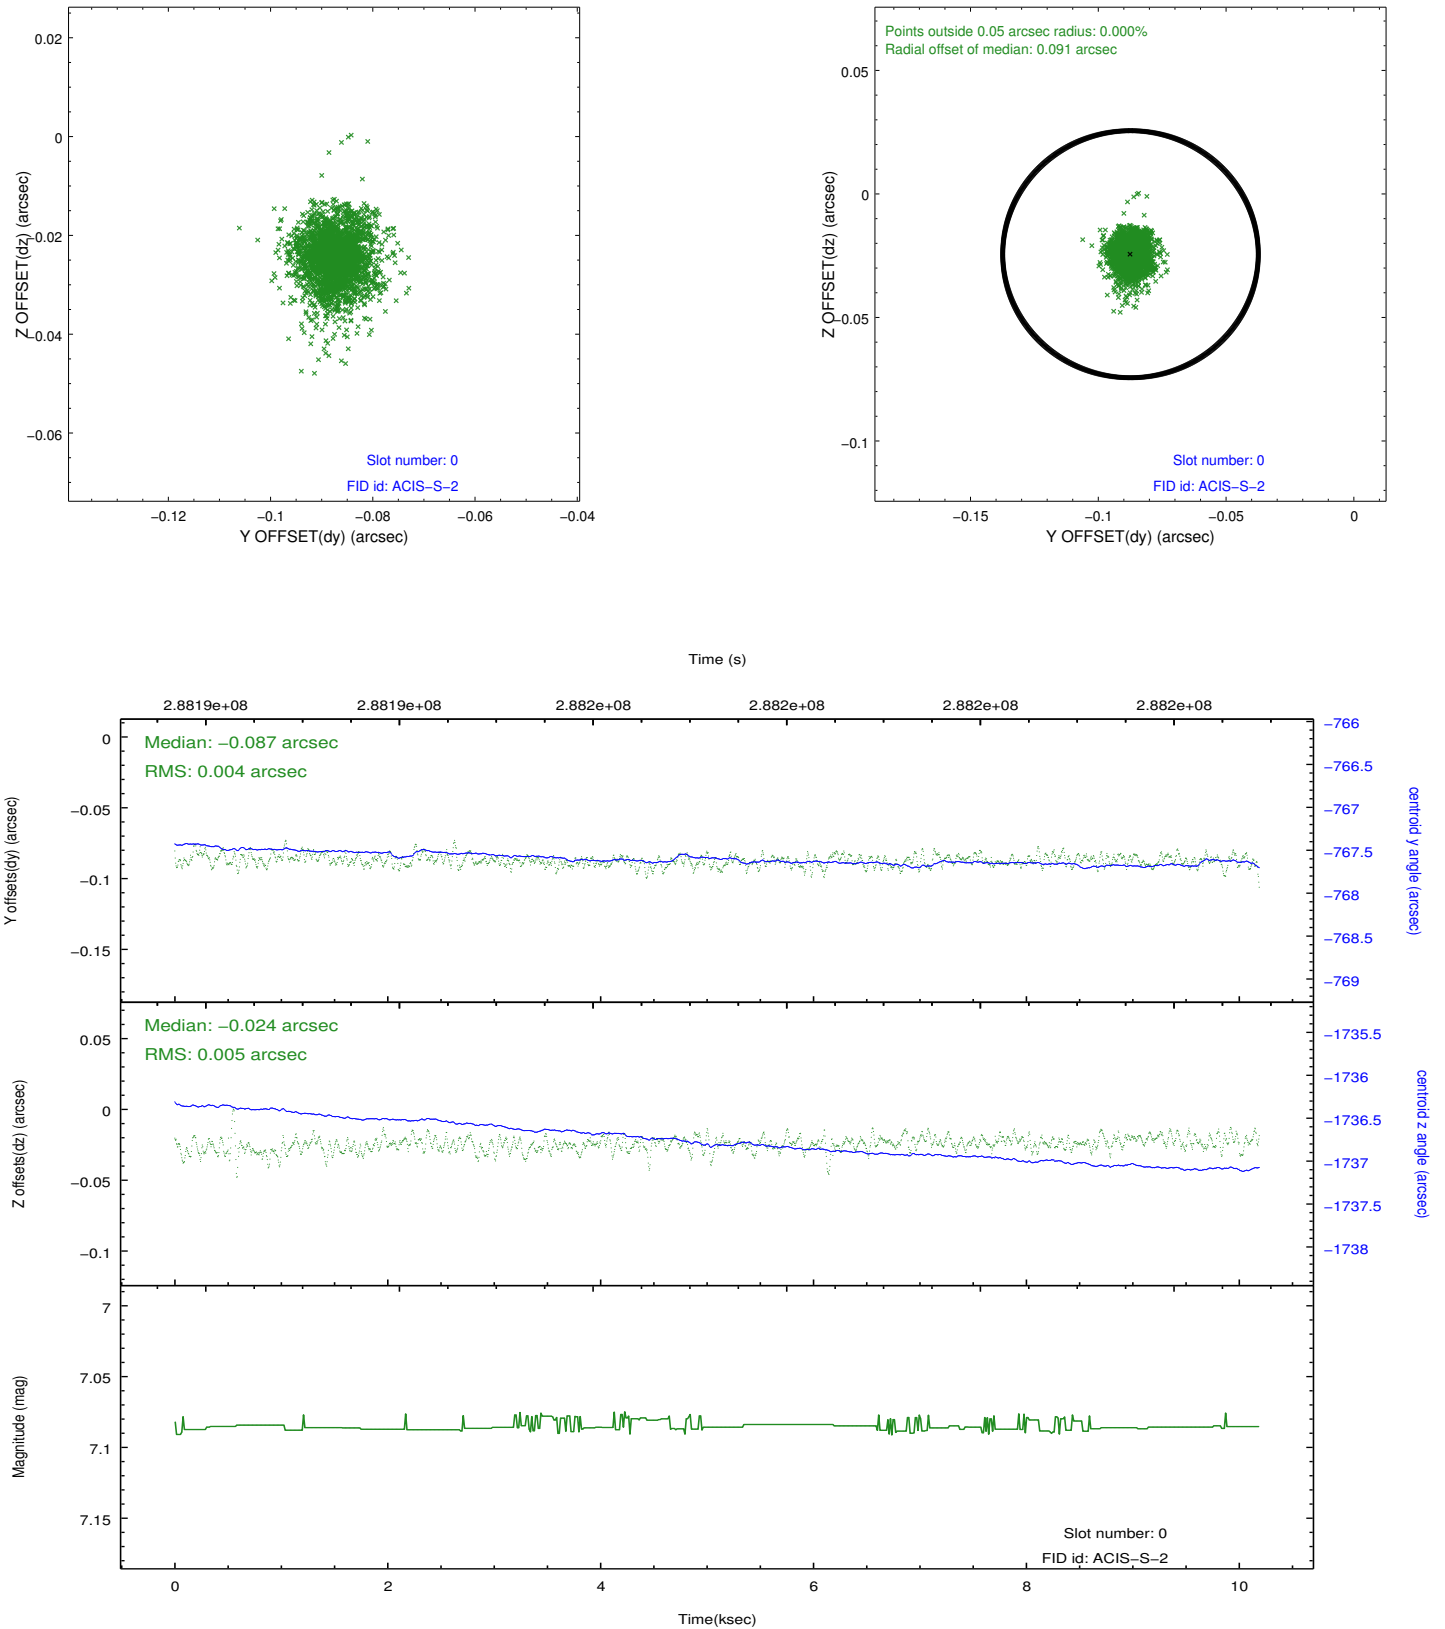 0.02
0
−0.02
−0.04
−0.06
Z OFFSET(dz) (arcsec)
Slot number: 0
FID id: ACIS−S−2
−0.12
−0.1
−0.08
−0.06
−0.04
Y OFFSET(dy) (arcsec)
Points outside 0.05 arcsec radius: 0.000%
Radial offset of median: 0.091 arcsec
0.05
0
−0.05
−0.1
Z OFFSET(dz) (arcsec)
Slot number: 0
FID id: ACIS−S−2
−0.15
−0.1
−0.05
0
Y OFFSET(dy) (arcsec)
Time (s)
2.8819e+08
2.8819e+08
2.882e+08
2.882e+08
2.882e+08
2.882e+08
Median: −0.087 arcsec
RMS: 0.004 arcsec
0
−0.05
−0.1
−0.15
Y offsets(dy) (arcsec)
−766
−766.5
−767
−767.5
−768
−768.5
−769
centroid y angle (arcsec)
Median: −0.024 arcsec
RMS: 0.005 arcsec
0.05
0
−0.05
−0.1
Z offsets(dz) (arcsec)
−1735.5
−1736
−1736.5
−1737
−1737.5
−1738
centroid z angle (arcsec)
7
7.05
7.1
7.15
Magnitude (mag)
Slot number: 0
FID id: ACIS−S−2
0
2
4
6
8
10
Time(ksec)